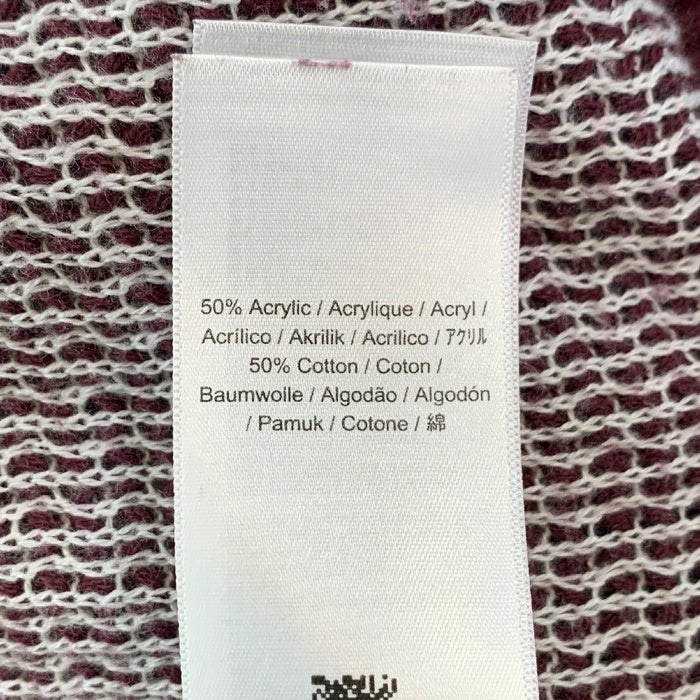 50% Acrylic / Acrylique / Acryl /
Acrílico / Akrilik / Acrilico / アクリル
50% Cotton / Coton /
Baumwolle / Algodão / Algodón
/ Pamuk / Cotone / 綿